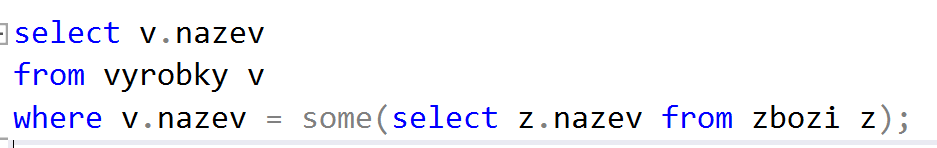 select v.nazev
from vyrobky v
where v.nazev = some(select z.nazev from zbozi z);